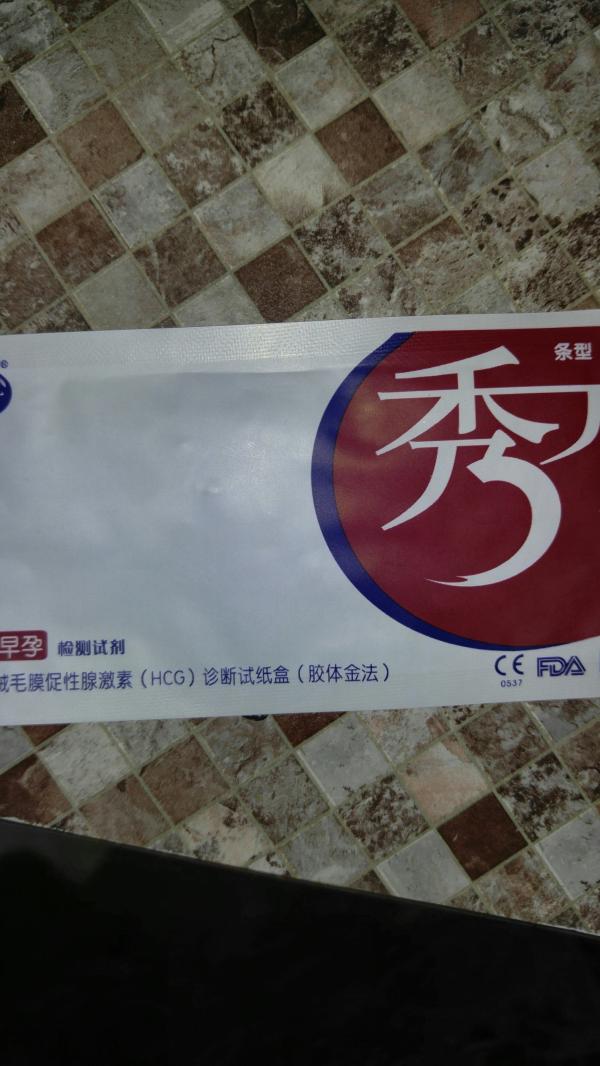 ®
条型
秀
早孕 检测试剂
绒毛膜促性腺激素（HCG）诊断试纸盒（胶体金法）
CE FDA
0537